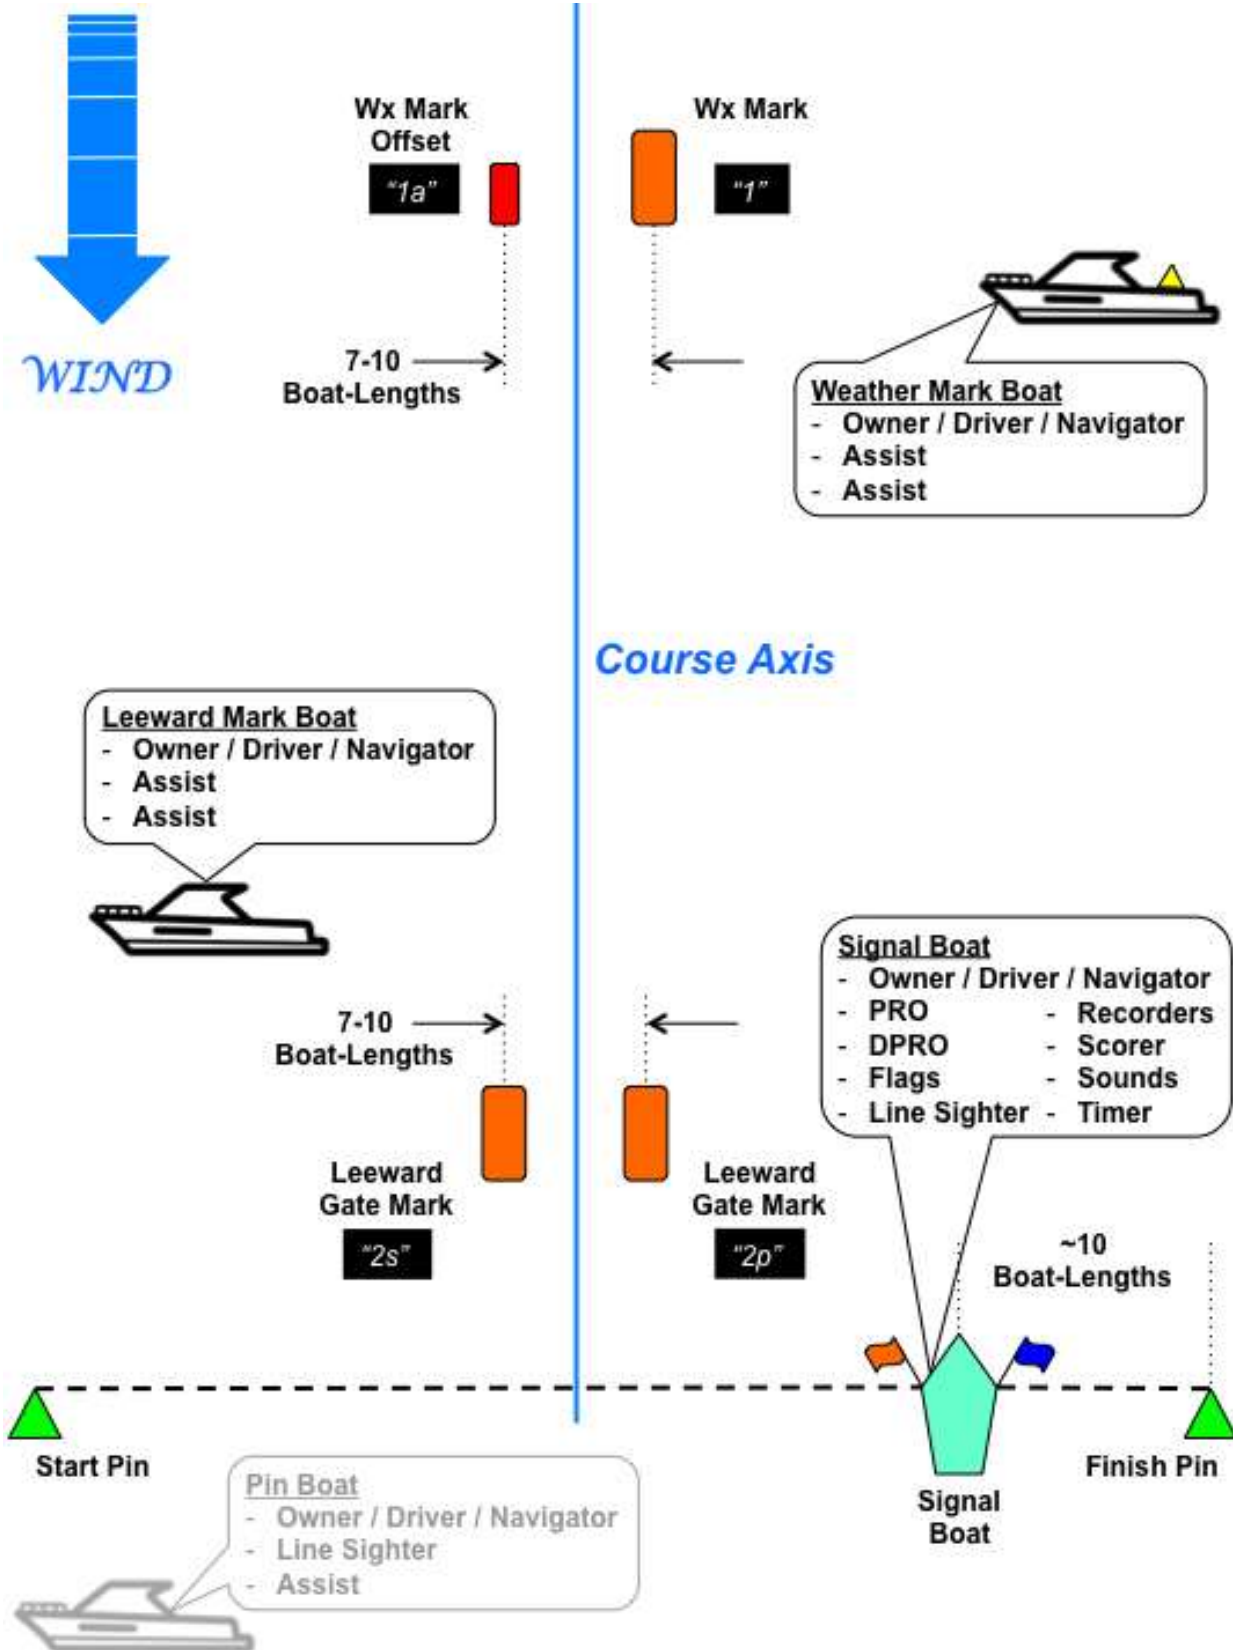 Wx Mark
Offset
"1a"
Wx Mark
"1"
WIND
7-10
Boat-Lengths
Weather Mark Boat
- Owner / Driver / Navigator
- Assist
- Assist
Course Axis
Leeward Mark Boat
- Owner / Driver / Navigator
- Assist
- Assist
Signal Boat
- Owner / Driver / Navigator
- PRO - Recorders
- DPRO - Scorer
- Flags - Sounds
- Line Sighter - Timer
7-10
Boat-Lengths
Leeward
Gate Mark
"2s"
Leeward
Gate Mark
"2p"
~10
Boat-Lengths
Start Pin
Finish Pin
Signal
Boat
Pin Boat
- Owner / Driver / Navigator
- Line Sighter
- Assist